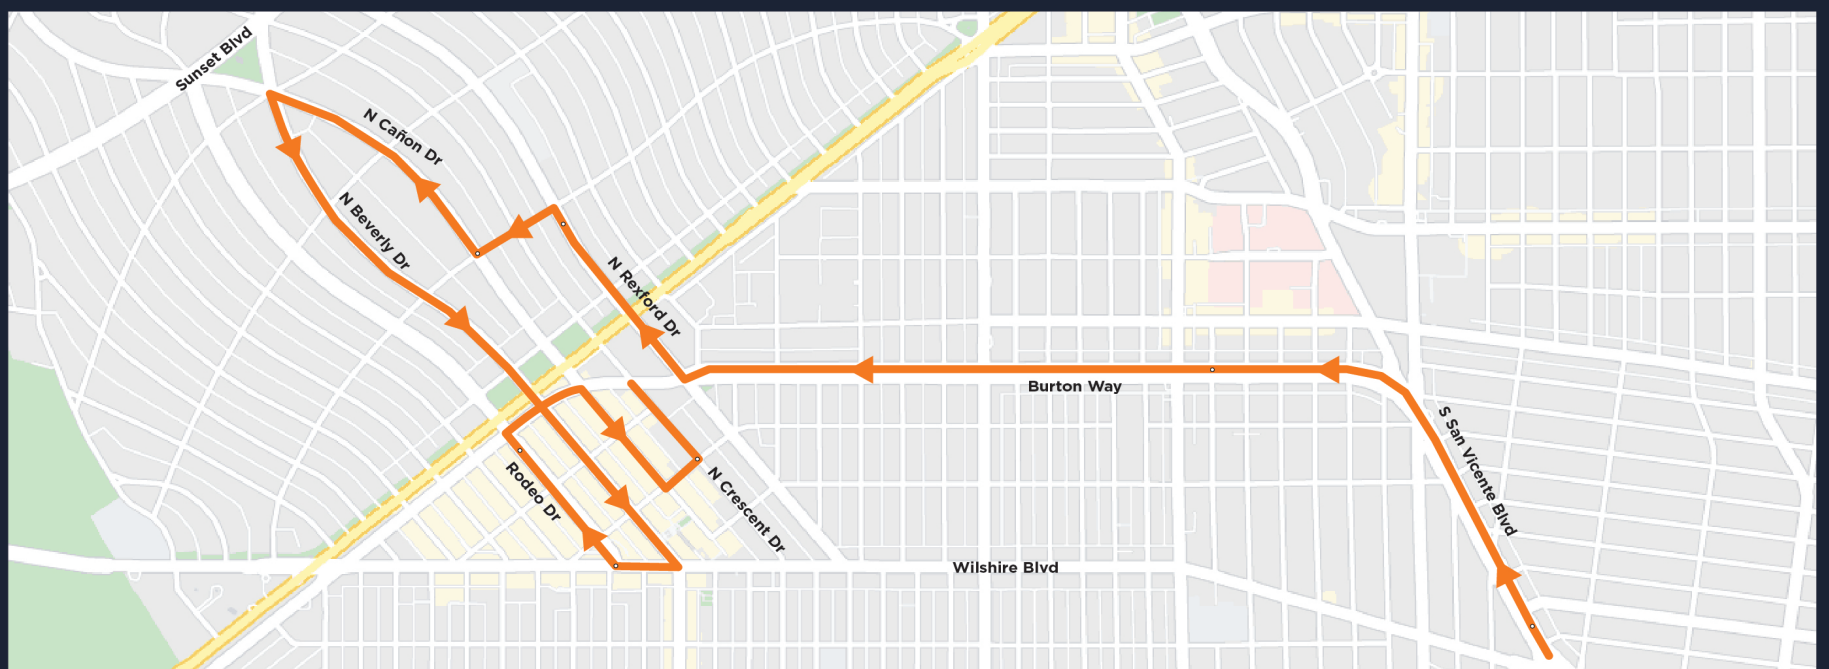 Sunset Blvd
N Cañon Dr
N Beverly Dr
N Rexford Dr
Burton Way
S San Vicente Blvd
Rodeo Dr
N Crescent Dr
Wilshire Blvd